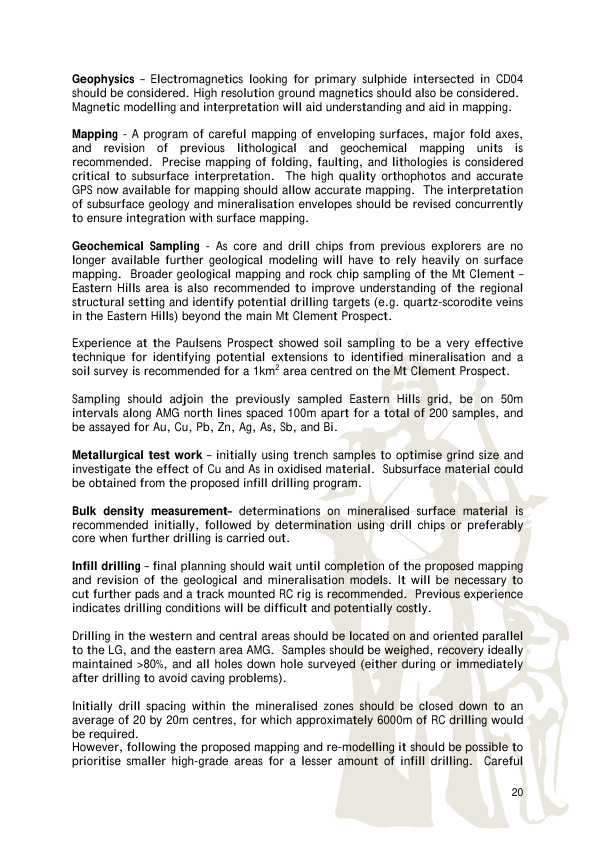 Geophysics – Electromagnetics looking for primary sulphide intersected in CD04
should be considered. High resolution ground magnetics should also be considered.
Magnetic modelling and interpretation will aid understanding and aid in mapping.
Mapping - A program of careful mapping of enveloping surfaces, major fold axes,
and revision of previous lithological and geochemical mapping units is
recommended. Precise mapping of folding, faulting, and lithologies is considered
critical to subsurface interpretation. The high quality orthophotos and accurate
GPS now available for mapping should allow accurate mapping. The interpretation
of subsurface geology and mineralisation envelopes should be revised concurrently
to ensure integration with surface mapping.
Geochemical Sampling - As core and drill chips from previous explorers are no
longer available further geological modeling will have to rely heavily on surface
mapping. Broader geological mapping and rock chip sampling of the Mt Clement –
Eastern Hills area is also recommended to improve understanding of the regional
structural setting and identify potential drilling targets (e.g. quartz-scorodite veins
in the Eastern Hills) beyond the main Mt Clement Prospect.
Experience at the Paulsens Prospect showed soil sampling to be a very effective
technique for identifying potential extensions to identified mineralisation and a
soil survey is recommended for a 1km² area centred on the Mt Clement Prospect.
Sampling should adjoin the previously sampled Eastern Hills grid, be on 50m
intervals along AMG north lines spaced 100m apart for a total of 200 samples, and
be assayed for Au, Cu, Pb, Zn, Ag, As, Sb, and Bi.
Metallurgical test work – initially using trench samples to optimise grind size and
investigate the effect of Cu and As in oxidised material. Subsurface material could
be obtained from the proposed infill drilling program.
Bulk density measurement– determinations on mineralised surface material is
recommended initially, followed by determination using drill chips or preferably
core when further drilling is carried out.
Infill drilling – final planning should wait until completion of the proposed mapping
and revision of the geological and mineralisation models. It will be necessary to
cut further pads and a track mounted RC rig is recommended. Previous experience
indicates drilling conditions will be difficult and potentially costly.
Drilling in the western and central areas should be located on and oriented parallel
to the LG, and the eastern area AMG. Samples should be weighed, recovery ideally
maintained >80%, and all holes down hole surveyed (either during or immediately
after drilling to avoid caving problems).
Initially drill spacing within the mineralised zones should be closed down to an
average of 20 by 20m centres, for which approximately 6000m of RC drilling would
be required.
However, following the proposed mapping and re-modelling it should be possible to
prioritise smaller high-grade areas for a lesser amount of infill drilling. Careful
20